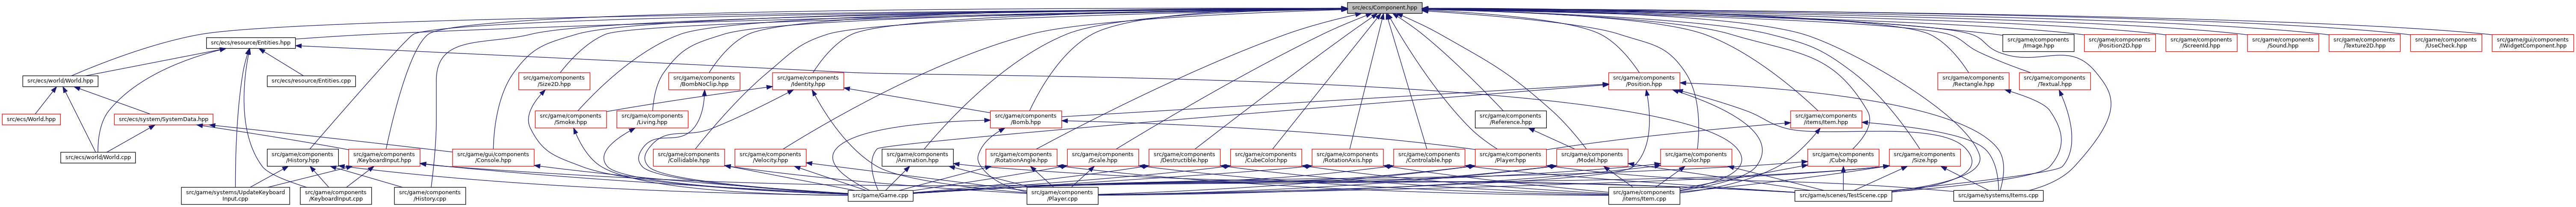 src/ecs/Component.hpp
src/ecs/resource/Entities.hpp
src/game/components
/Image.hpp
src/game/components
/Position2D.hpp
src/game/components
/ScreenId.hpp
src/game/components
/Sound.hpp
src/game/components
/Texture2D.hpp
src/game/components
/UseCheck.hpp
src/game/gui/components
/IWidgetComponent.hpp
src/ecs/world/World.hpp
src/ecs/resource/Entities.cpp
src/game/components
/Size2D.hpp
src/game/components
/BombNoClip.hpp
src/game/components
/Identity.hpp
src/game/components
/Position.hpp
src/game/components
/Rectangle.hpp
src/game/components
/Textual.hpp
src/ecs/World.hpp
src/ecs/system/SystemData.hpp
src/game/components
/Smoke.hpp
src/game/components
/Living.hpp
src/game/components
/Bomb.hpp
src/game/components
/Reference.hpp
src/game/components
/items/Item.hpp
src/ecs/world/World.cpp
src/game/components
/History.hpp
src/game/components
/KeyboardInput.hpp
src/game/gui/components
/Console.hpp
src/game/components
/Collidable.hpp
src/game/components
/Velocity.hpp
src/game/components
/Animation.hpp
src/game/components
/RotationAngle.hpp
src/game/components
/Scale.hpp
src/game/components
/Destructible.hpp
src/game/components
/CubeColor.hpp
src/game/components
/RotationAxis.hpp
src/game/components
/Controllable.hpp
src/game/components
/Player.hpp
src/game/components
/Model.hpp
src/game/components
/Color.hpp
src/game/components
/Cube.hpp
src/game/components
/Size.hpp
src/game/systems/UpdateKeyboard
Input.cpp
src/game/components
/KeyboardInput.cpp
src/game/components
/History.cpp
src/game/Game.cpp
src/game/components
/Player.cpp
src/game/components
/items/Item.cpp
src/game/scenes/TestScene.cpp
src/game/systems/Items.cpp